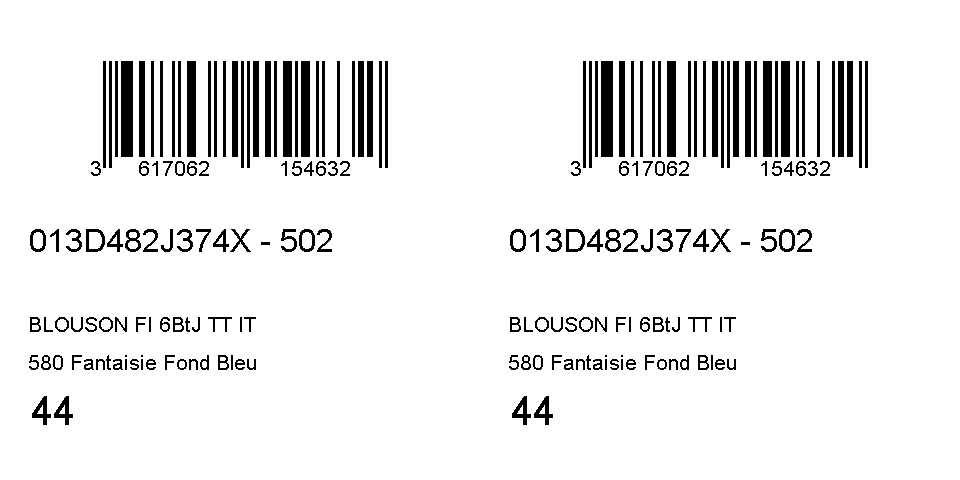 3 617062 154632
013D482J374X - 502
BLOUSON FI 6BtJ TT IT
580 Fantaisie Fond Bleu
44
3 617062 154632
013D482J374X - 502
BLOUSON FI 6BtJ TT IT
580 Fantaisie Fond Bleu
44